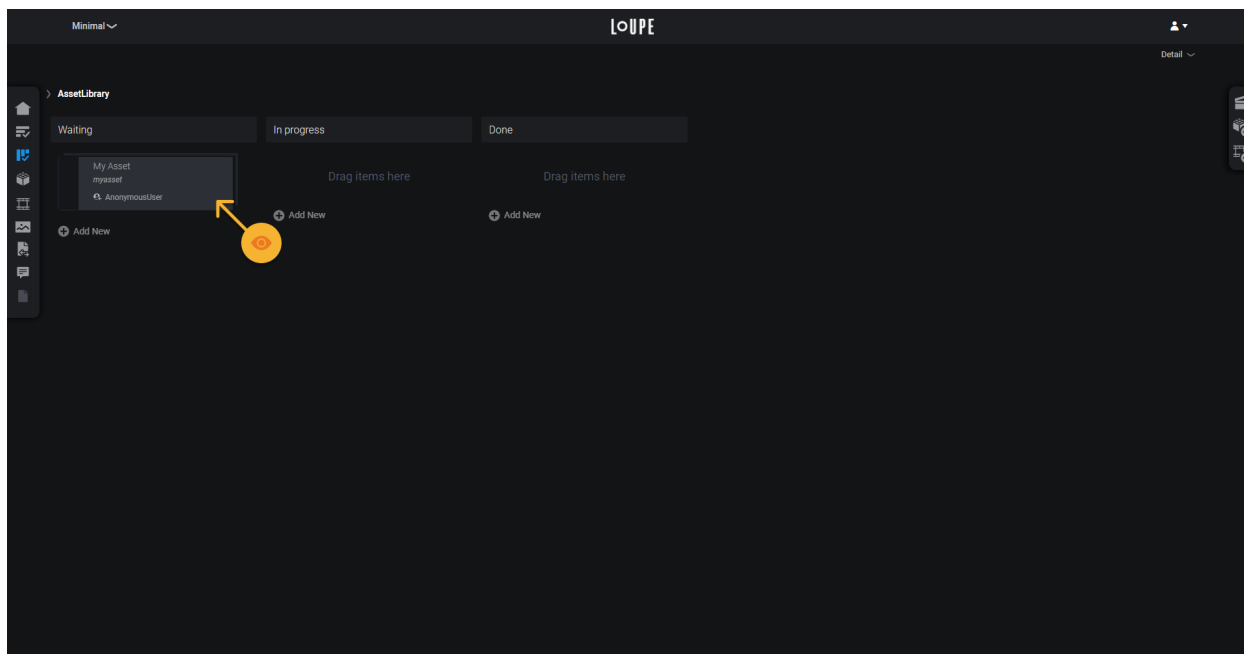 Minimal
LOUPE
Detail
AssetLibrary
Waiting
In progress
Done
My Asset
myasset
AnonymousUser
Drag items here
Drag items here
Add New
Add New
Add New